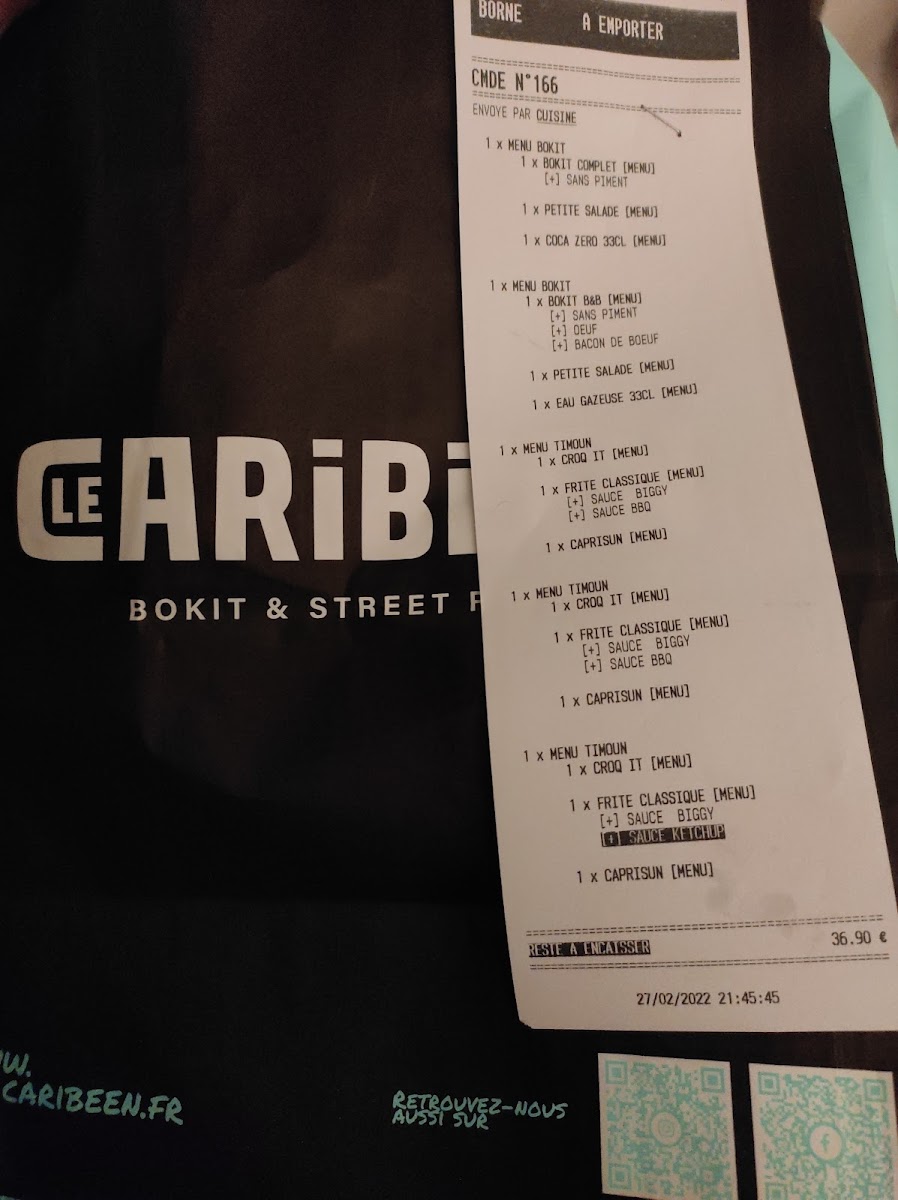 BORNE A EMPORTER
CMDE N°166
ENVOYE PAR CUISINE
1 x MENU BOKIT
1 x BOKIT COMPLET [MENU]
[+] SANS PIMENT
1 x PETITE SALADE [MENU]
1 x COCA ZERO 33CL [MENU]
1 x MENU BOKIT
1 x BOKIT B&B [MENU]
[+] SANS PIMENT
[+] OEUF
[+] BACON DE BOEUF
1 x PETITE SALADE [MENU]
1 x EAU GAZEUSE 33CL [MENU]
1 x MENU TIMOUN
1 x CROQ IT [MENU]
1 x FRITE CLASSIQUE [MENU]
[+] SAUCE BIGGY
[+] SAUCE BBQ
1 x CAPRISUN [MENU]
1 x MENU TIMOUN
1 x CROQ IT [MENU]
1 x FRITE CLASSIQUE [MENU]
[+] SAUCE BIGGY
[+] SAUCE BBQ
1 x CAPRISUN [MENU]
1 x MENU TIMOUN
1 x CROQ IT [MENU]
1 x FRITE CLASSIQUE [MENU]
[+] SAUCE BIGGY
[+] SAUCE KETCHUP
1 x CAPRISUN [MENU]
RESTE A ENCAISSER 36.90 €
27/02/2022 21:45:45
LE CARiBi
BOKIT & STREET F
W.
CARIBEEN.FR
RETROUVEZ-NOUS
AUSSI SUR